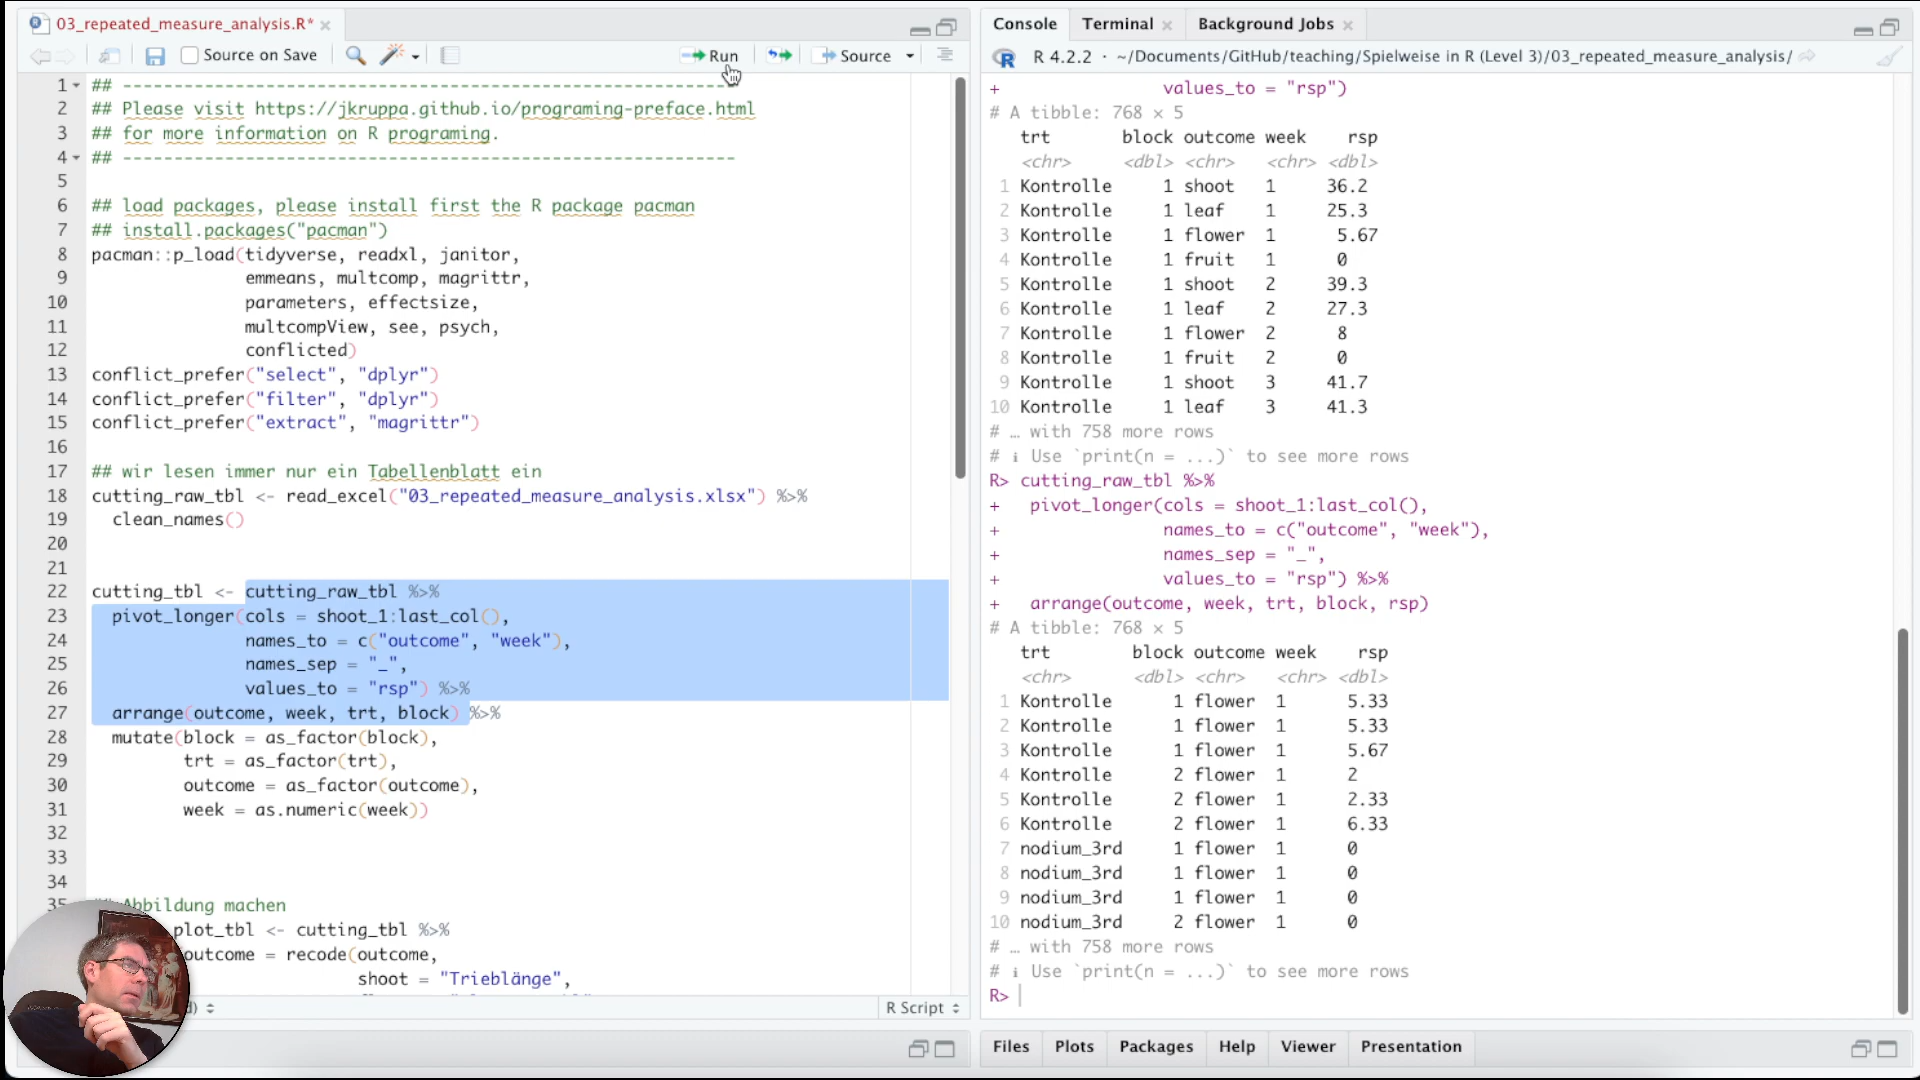 03_repeated_measure_analysis.R*
Source on Save
Run
Source
1 ## ------------------------------------------------------------
2 ## Please visit https://jkruppa.github.io/programing-preface.html
3 ## for more information on R programing.
4 ## ------------------------------------------------------------
5
6 ## load packages, please install first the R package pacman
7 ## install.packages("pacman")
8 pacman::p_load(tidyverse, readxl, janitor,
9 emmeans, multcomp, magrittr,
10 parameters, effectsize,
11 multcompView, see, psych,
12 conflicted)
13 conflict_prefer("select", "dplyr")
14 conflict_prefer("filter", "dplyr")
15 conflict_prefer("extract", "magrittr")
16
17 ## wir lesen immer nur ein Tabellenblatt ein
18 cutting_raw_tbl <- read_excel("03_repeated_measure_analysis.xlsx") %>%
19 clean_names()
20
21
22 cutting_tbl <- cutting_raw_tbl %>%
23 pivot_longer(cols = shoot_1:last_col(),
24 names_to = c("outcome", "week"),
25 names_sep = "_",
26 values_to = "rsp") %>%
27 arrange(outcome, week, trt, block) %>%
28 mutate(block = as_factor(block),
29 trt = as_factor(trt),
30 outcome = as_factor(outcome),
31 week = as.numeric(week))
32
33
34
35 Abbildung machen
plot_tbl <- cutting_tbl %>%
outcome = recode(outcome,
shoot = "Trieblänge",
R Script
Console
Terminal
Background Jobs
R 4.2.2 · ~/Documents/GitHub/teaching/Spielweise in R (Level 3)/03_repeated_measure_analysis/
+ values_to = "rsp")
# A tibble: 768 × 5
trt block outcome week rsp
<chr> <dbl> <chr> <chr> <dbl>
1 Kontrolle 1 shoot 1 36.2
2 Kontrolle 1 leaf 1 25.3
3 Kontrolle 1 flower 1 5.67
4 Kontrolle 1 fruit 1 0
5 Kontrolle 1 shoot 2 39.3
6 Kontrolle 1 leaf 2 27.3
7 Kontrolle 1 flower 2 8
8 Kontrolle 1 fruit 2 0
9 Kontrolle 1 shoot 3 41.7
10 Kontrolle 1 leaf 3 41.3
# … with 758 more rows
# ℹ Use `print(n = ...)` to see more rows
R> cutting_raw_tbl %>%
+ pivot_longer(cols = shoot_1:last_col(),
+ names_to = c("outcome", "week"),
+ names_sep = "_",
+ values_to = "rsp") %>%
+ arrange(outcome, week, trt, block, rsp)
# A tibble: 768 × 5
trt block outcome week rsp
<chr> <dbl> <chr> <chr> <dbl>
1 Kontrolle 1 flower 1 5.33
2 Kontrolle 1 flower 1 5.33
3 Kontrolle 1 flower 1 5.67
4 Kontrolle 2 flower 1 2
5 Kontrolle 2 flower 1 2.33
6 Kontrolle 2 flower 1 6.33
7 nodium_3rd 1 flower 1 0
8 nodium_3rd 1 flower 1 0
9 nodium_3rd 1 flower 1 0
10 nodium_3rd 2 flower 1 0
# … with 758 more rows
# ℹ Use `print(n = ...)` to see more rows
R>
Files
Plots
Packages
Help
Viewer
Presentation